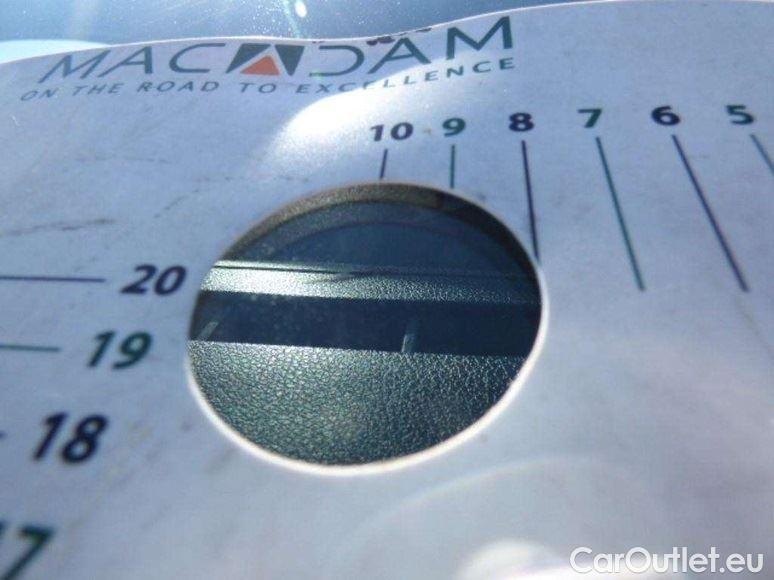 MACADAM
ON THE ROAD TO EXCELLENCE
10 9 8 7 6 5
20
19
18
17
CarOutlet.eu